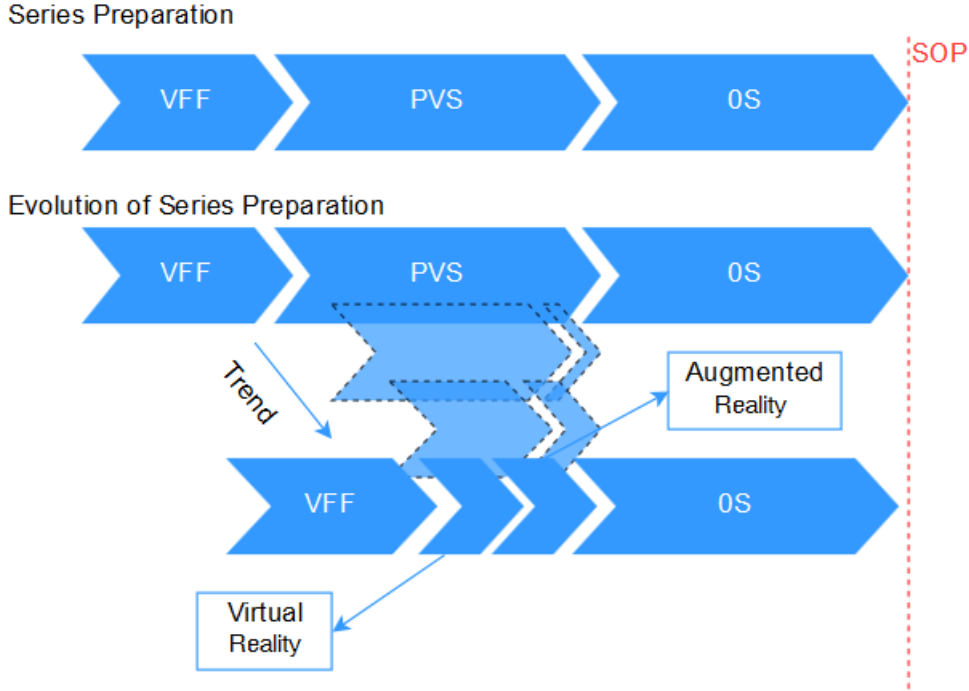 Series Preparation
SOP
VFF
PVS
0S
Evolution of Series Preparation
VFF
PVS
0S
Trend
Augmented
Reality
VFF
0S
Virtual
Reality